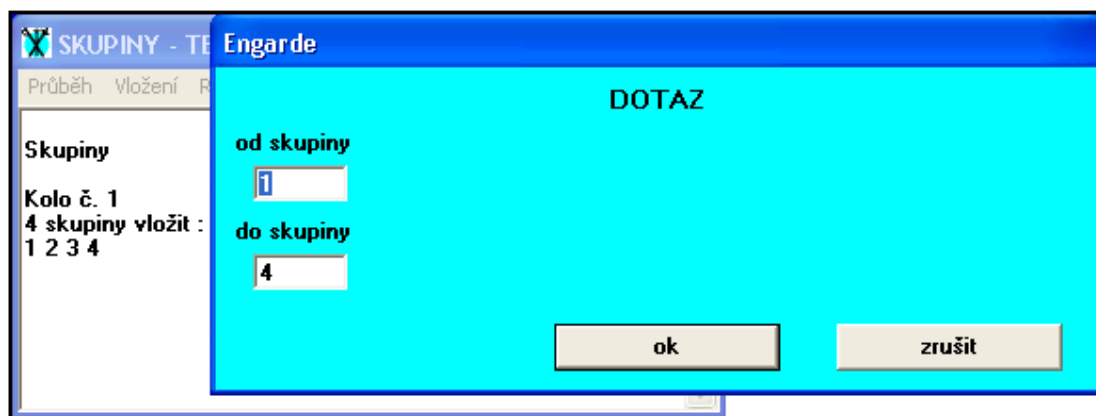 SKUPINY - TE
Průběh Vložení R
Skupiny
Kolo č. 1
4 skupiny vložit :
1 2 3 4
Engarde
DOTAZ
od skupiny
1
do skupiny
4
ok
zrušit